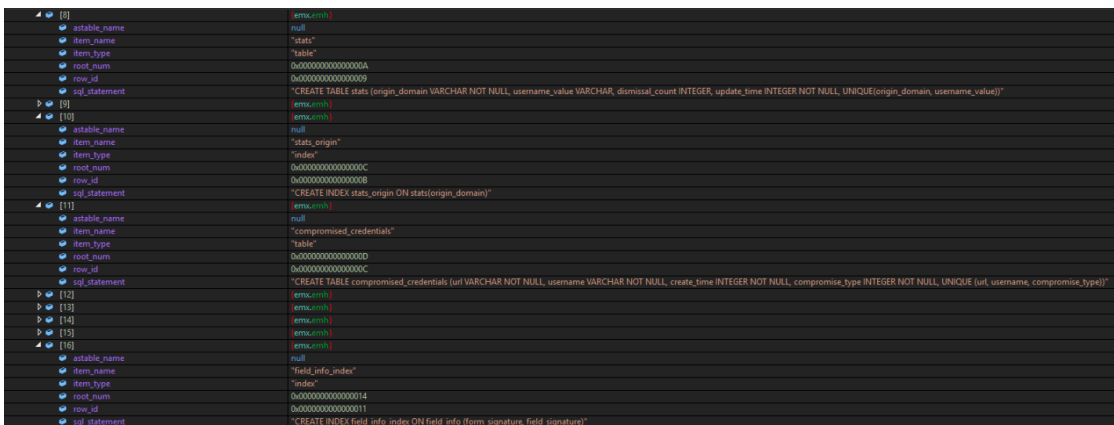 [8] {emx.emh}
astable_name null
item_name "stats"
item_type "table"
root_num 0x000000000000000A
row_id 0x0000000000000009
sql_statement "CREATE TABLE stats (origin_domain VARCHAR NOT NULL, username_value VARCHAR, dismissal_count INTEGER, update_time INTEGER NOT NULL, UNIQUE(origin_domain, username_value))"
[9] {emx.emh}
[10] {emx.emh}
astable_name null
item_name "stats_origin"
item_type "index"
root_num 0x000000000000000C
row_id 0x000000000000000B
sql_statement "CREATE INDEX stats_origin ON stats(origin_domain)"
[11] {emx.emh}
astable_name null
item_name "compromised_credentials"
item_type "table"
root_num 0x000000000000000D
row_id 0x000000000000000C
sql_statement "CREATE TABLE compromised_credentials (url VARCHAR NOT NULL, username VARCHAR NOT NULL, create_time INTEGER NOT NULL, compromise_type INTEGER NOT NULL, UNIQUE (url, username, compromise_type))"
[12] {emx.emh}
[13] {emx.emh}
[14] {emx.emh}
[15] {emx.emh}
[16] {emx.emh}
astable_name null
item_name "field_info_index"
item_type "index"
root_num 0x0000000000000014
row_id 0x0000000000000011
sql_statement "CREATE INDEX field_info_index ON field_info (form_signature, field_signature)"